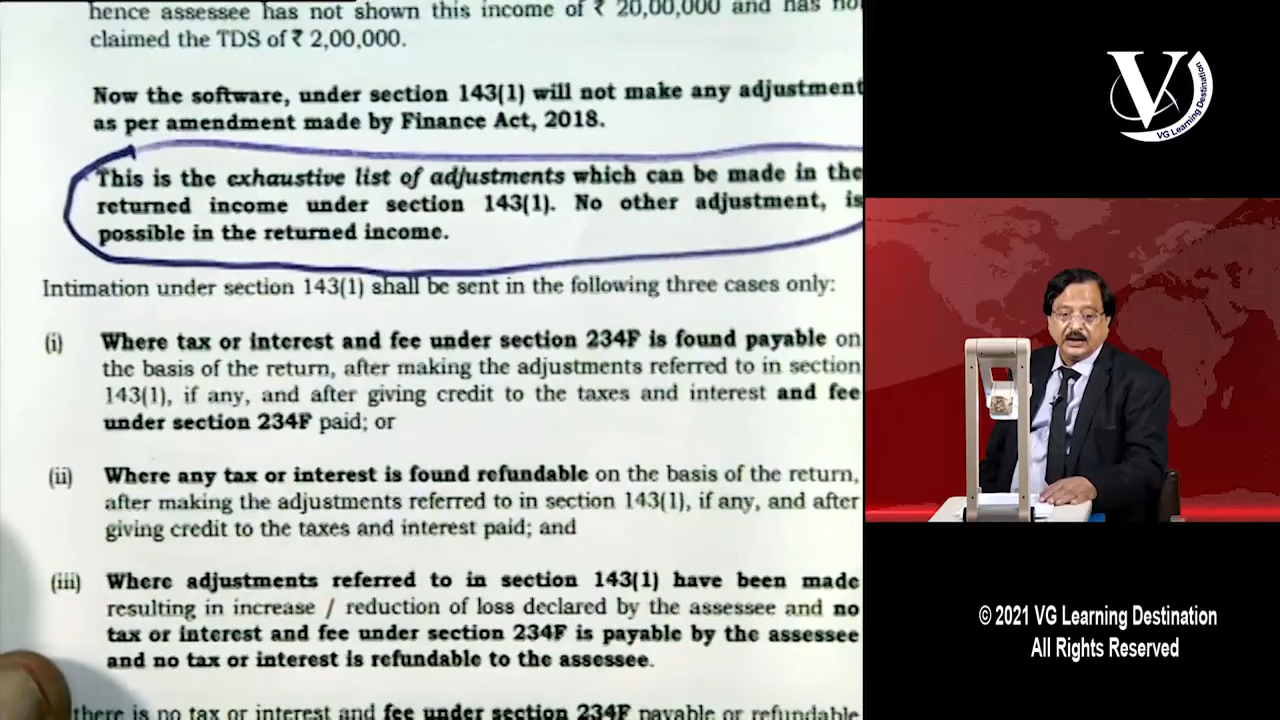 hence assessee has not shown this income of ₹ 20,00,000 and has not
claimed the TDS of ₹ 2,00,000.
Now the software, under section 143(1) will not make any adjustment
as per amendment made by Finance Act, 2018.
This is the exhaustive list of adjustments which can be made in the
returned income under section 143(1). No other adjustment, is
possible in the returned income.
Intimation under section 143(1) shall be sent in the following three cases only:
(i) Where tax or interest and fee under section 234F is found payable on
the basis of the return, after making the adjustments referred to in section
143(1), if any, and after giving credit to the taxes and interest and fee
under section 234F paid; or
(ii) Where any tax or interest is found refundable on the basis of the return,
after making the adjustments referred to in section 143(1), if any, and after
giving credit to the taxes and interest paid; and
(iii) Where adjustments referred to in section 143(1) have been made
resulting in increase / reduction of loss declared by the assessee and no
tax or interest and fee under section 234F is payable by the assessee
and no tax or interest is refundable to the assessee.
there is no tax or interest and fee under section 234F payable or refundable
V
VG Learning Destination
© 2021 VG Learning Destination
All Rights Reserved